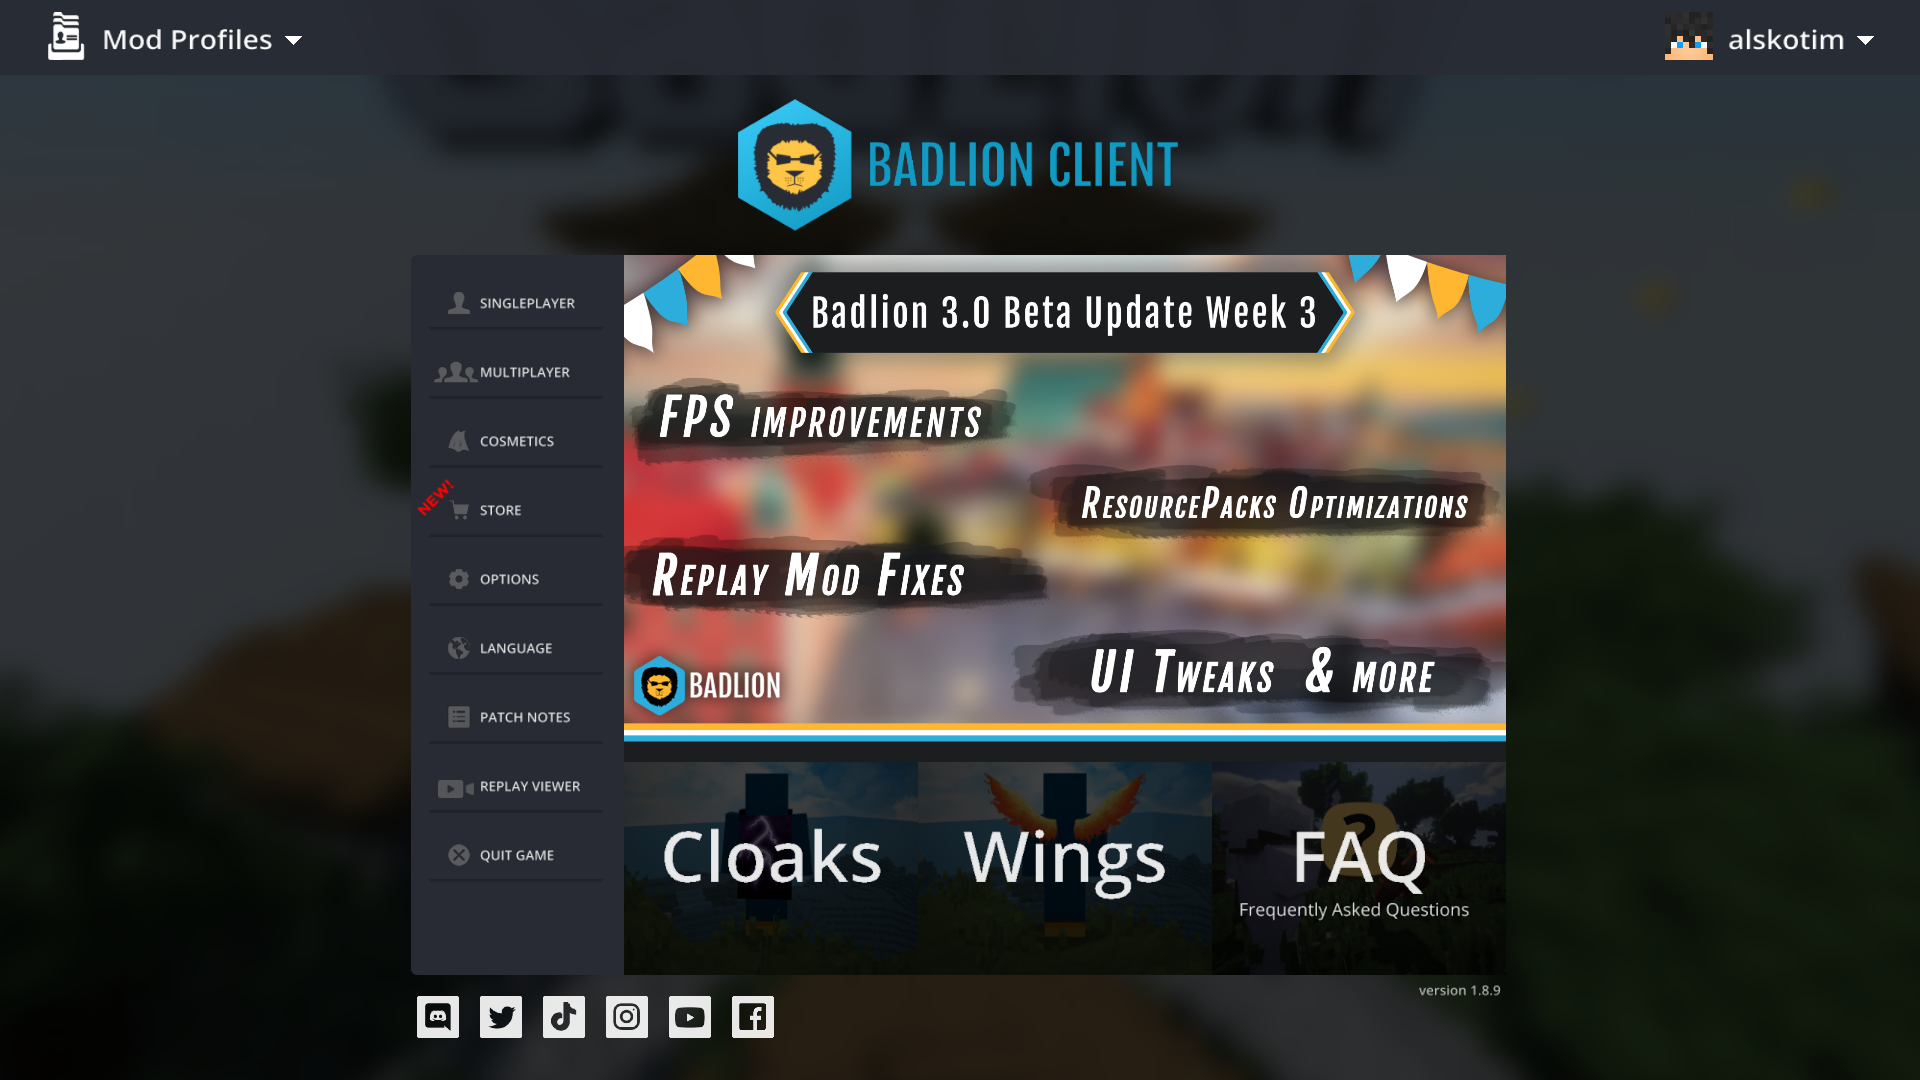 Mod Profiles
alskotim
BADLION CLIENT
SINGLEPLAYER
MULTIPLAYER
COSMETICS
NEW!
STORE
OPTIONS
LANGUAGE
PATCH NOTES
REPLAY VIEWER
QUIT GAME
Badlion 3.0 Beta Update Week 3
FPS IMPROVEMENTS
RESOURCEPACKS OPTIMIZATIONS
REPLAY MOD FIXES
UI TWEAKS & MORE
BADLION
Cloaks
Wings
?
FAQ
Frequently Asked Questions
version 1.8.9